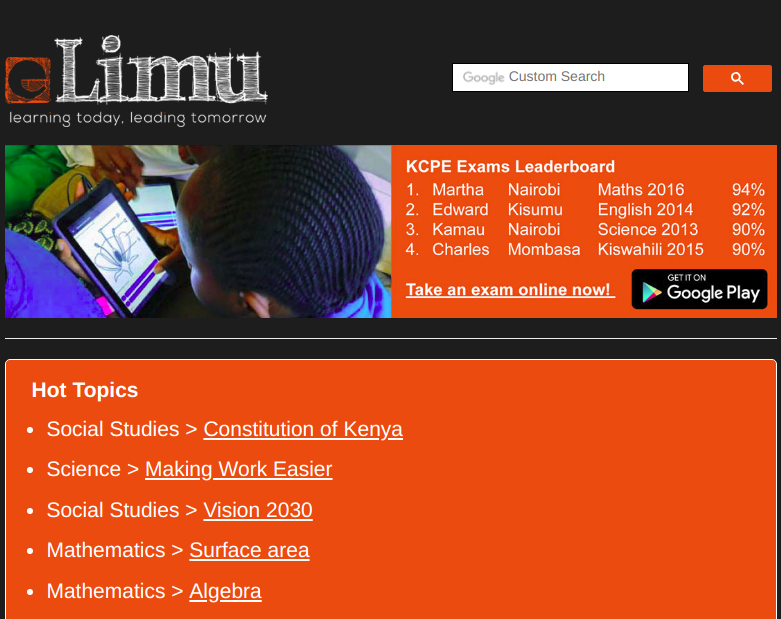 eLimu
learning today, leading tomorrow
Google Custom Search
KCPE Exams Leaderboard
1. Martha Nairobi Maths 2016 94%
2. Edward Kisumu English 2014 92%
3. Kamau Nairobi Science 2013 90%
4. Charles Mombasa Kiswahili 2015 90%
Take an exam online now!
GET IT ON
Google Play
Hot Topics
• Social Studies > Constitution of Kenya
• Science > Making Work Easier
• Social Studies > Vision 2030
• Mathematics > Surface area
• Mathematics > Algebra